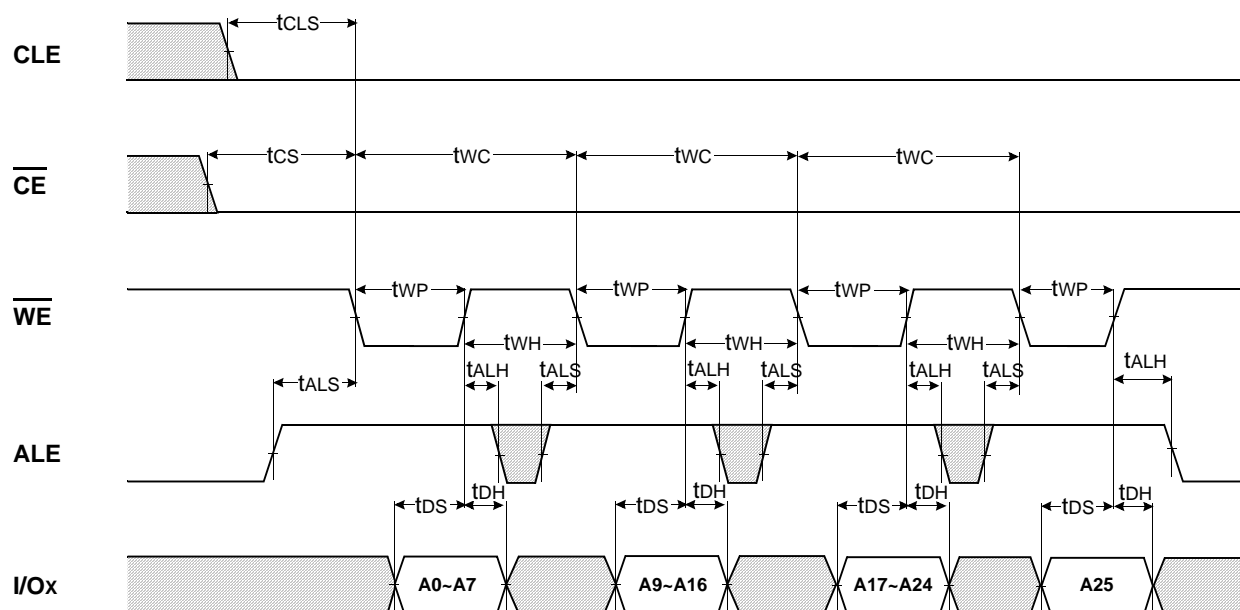 CLE tCLS
CE tCS tWC tWC tWC
WE tWP tWP tWP tWP
tWH tWH tWH
tALS tALH tALS tALH tALS tALH tALS tALH
ALE
tDS tDH tDS tDH tDS tDH tDS tDH
I/Ox A0~A7 A9~A16 A17~A24 A25